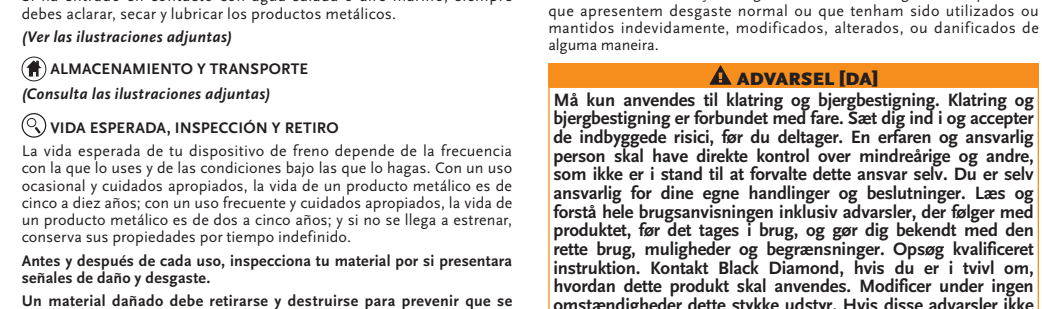 debes aclarar, secar y lubricar los productos metálicos.
(Ver las ilustraciones adjuntas)
ALMACENAMIENTO Y TRANSPORTE
(Consulta las ilustraciones adjuntas)
VIDA ESPERADA, INSPECCIÓN Y RETIRO
La vida esperada de tu dispositivo de freno depende de la frecuencia
con la que lo uses y de las condiciones bajo las que lo hagas. Con un uso
ocasional y cuidados apropiados, la vida de un producto metálico es de
cinco a diez años; con un uso frecuente y cuidados apropiados, la vida de
un producto metálico es de dos a cinco años; y si no se llega a estrenar,
conserva sus propiedades por tiempo indefinido.
Antes y después de cada uso, inspecciona tu material por si presentara
señales de daño y desgaste.
Un material dañado debe retirarse y destruirse para prevenir que se
que apresentem desgaste normal ou que tenham sido utilizados ou
mantidos indevidamente, modificados, alterados, ou danificados de
alguma maneira.
ADVARSEL [DA]
Må kun anvendes til klatring og bjergbestigning. Klatring og
bjergbestigning er forbundet med fare. Sæt dig ind i og accepter
de indbyggede risici, før du deltager. En erfaren og ansvarlig
person skal have direkte kontrol over mindreårige og andre,
som ikke er i stand til at forvalte dette ansvar selv. Du er selv
ansvarlig for dine egne handlinger og beslutninger. Læs og
forstå hele brugsanvisningen inklusiv advarsler, der følger med
produktet, før det tages i brug, og gør dig bekendt med den
rette brug, muligheder og begrænsninger. Opsøg kvalificeret
instruktion. Kontakt Black Diamond, hvis du er i tvivl om,
hvordan dette produkt skal anvendes. Modificer under ingen
omstændigheder dette stykke udstyr. Hvis disse advarsler ikke